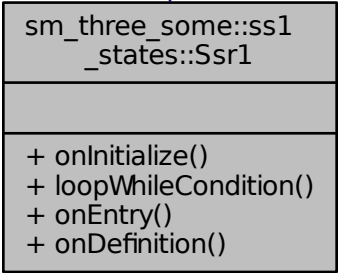 sm_three_some::ss1
_states::Ssr1
+ onInitialize()
+ loopWhileCondition()
+ onEntry()
+ onDefinition()